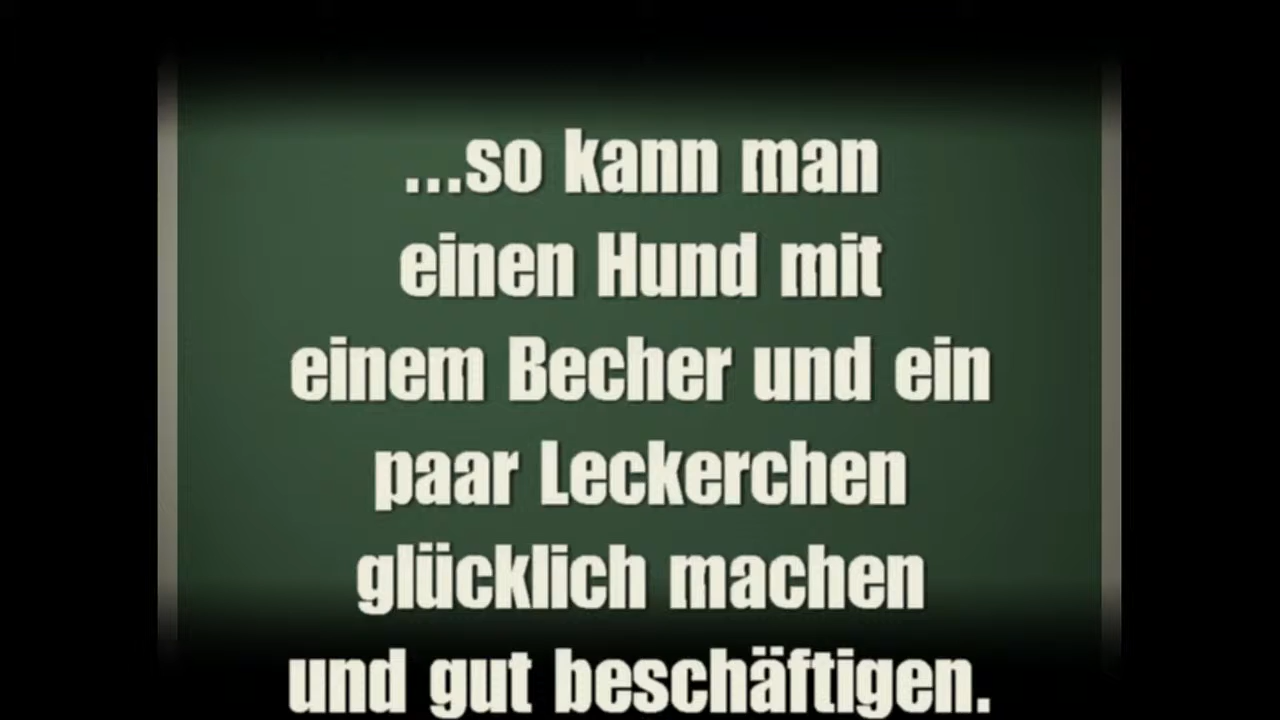 ...so kann man
einen Hund mit
einem Becher und ein
paar Leckerchen
glücklich machen
und gut beschäftigen.